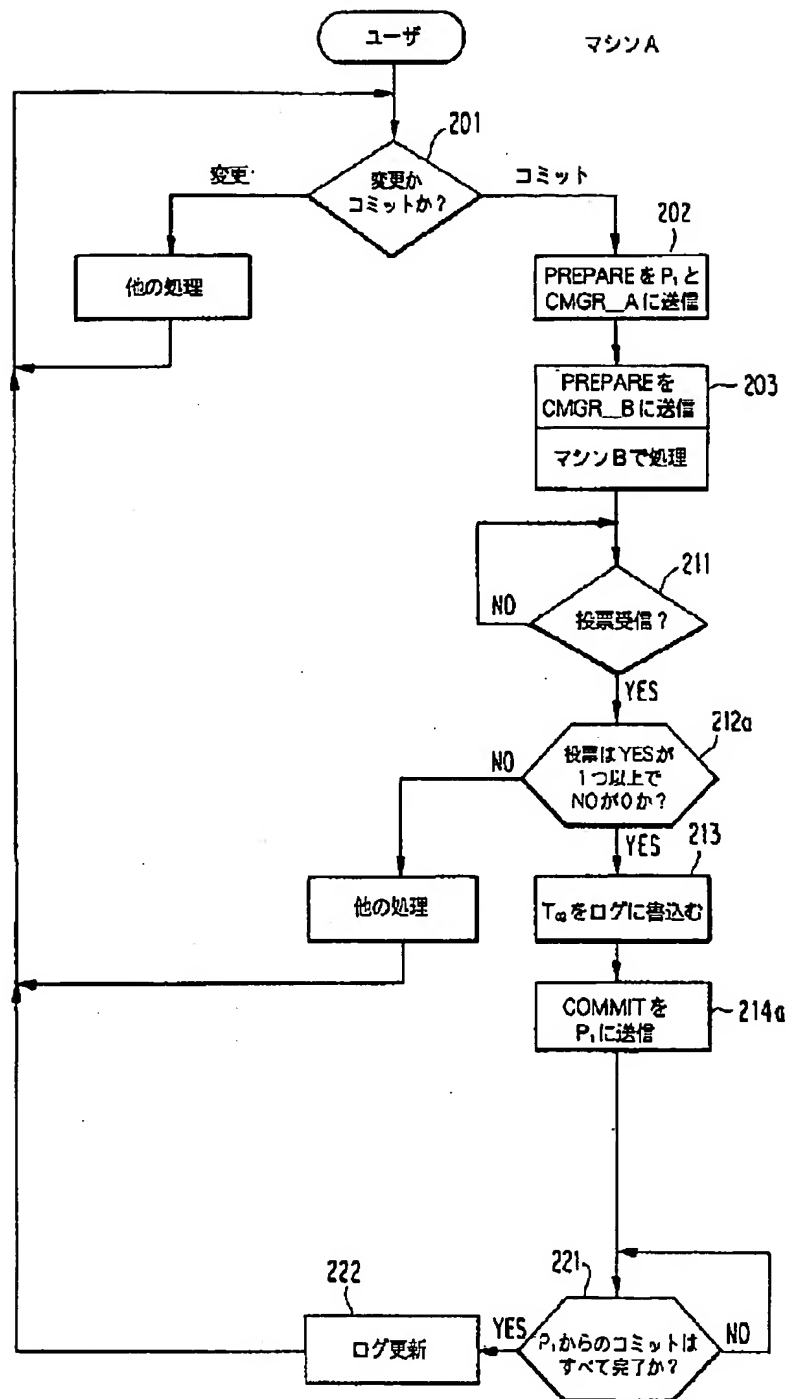 ユーザ
マシンA
201
変更
変更か
コミットか?
コミット
202
他の処理
PREPAREをP₁と
CMGR__Aに送信
PREPAREを
CMGR__Bに送信
203
マシンBで処理
211
NO
投票受信?
YES
212a
NO
投票はYESが
1つ以上で
NOが0か?
YES
213
他の処理
T∞をログに書込む
COMMITを
P₁に送信
214a
222
221
ログ更新
YES
P₁からのコミットは
すべて完了か?
NO